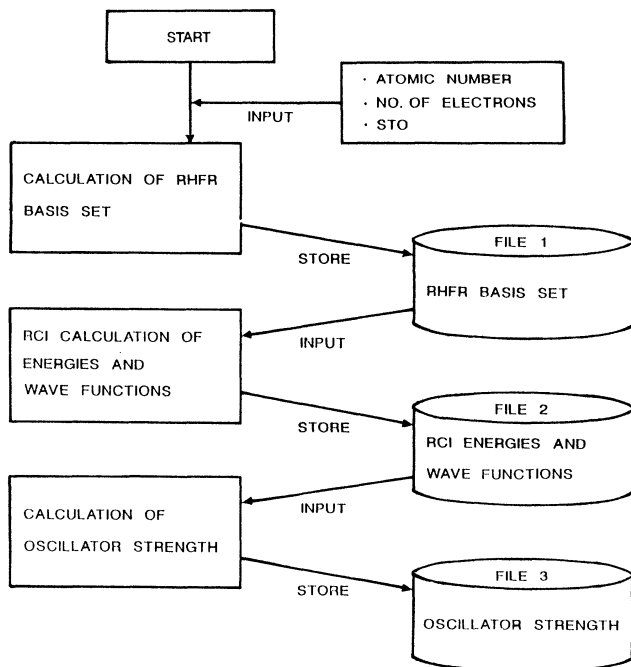 START
· ATOMIC NUMBER
· NO. OF ELECTRONS
· STO
INPUT
CALCULATION OF RHFR
BASIS SET
STORE
FILE 1
RHFR BASIS SET
INPUT
RCI CALCULATION OF
ENERGIES AND
WAVE FUNCTIONS
STORE
FILE 2
RCI ENERGIES AND
WAVE FUNCTIONS
INPUT
CALCULATION OF
OSCILLATOR STRENGTH
STORE
FILE 3
OSCILLATOR STRENGTH